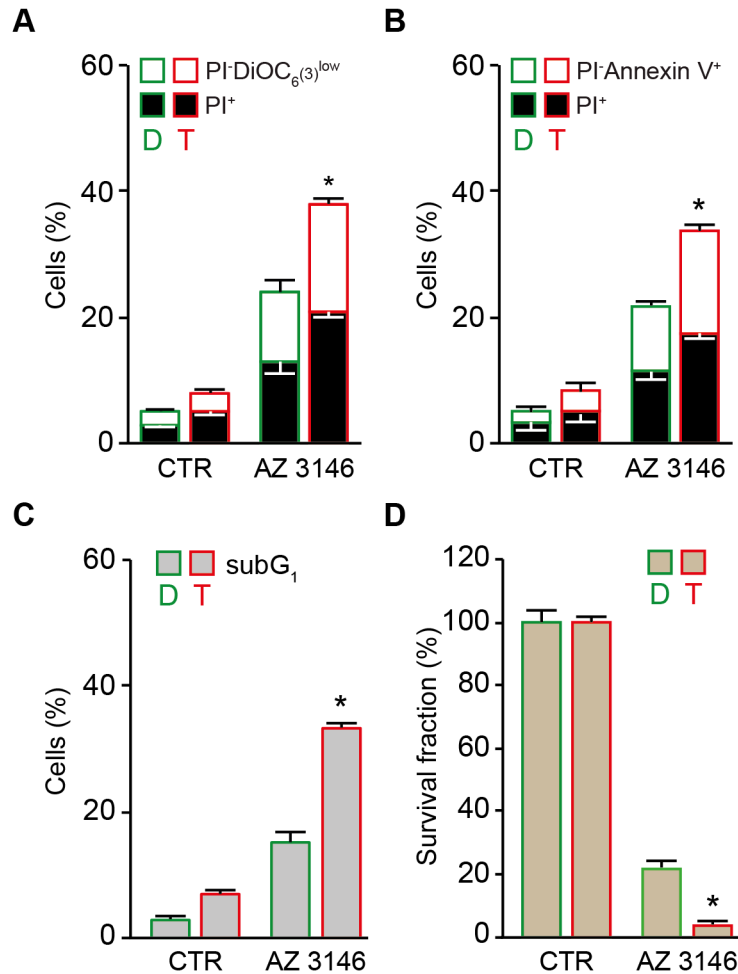 A
60
PI⁻DiOC₆₍₃₎ˡᵒʷ
PI⁺
D T
40
*
Cells (%)
20
0
CTR AZ 3146
B
60
PI⁻Annexin V⁺
PI⁺
D T
40
*
Cells (%)
20
0
CTR AZ 3146
C
60
subG₁
D T
40
*
Cells (%)
20
0
CTR AZ 3146
D
120
D T
100
80
Survival fraction (%)
60
40
20
*
0
CTR AZ 3146